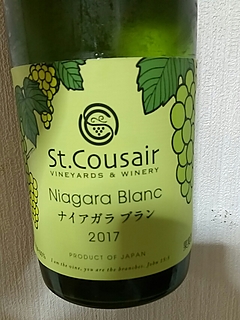 St.Cousair
VINEYARDS & WINERY
Niagara Blanc
ナイアガラ ブラン
2017
PRODUCT OF JAPAN
I am the vine, you are the branches. John 15:5